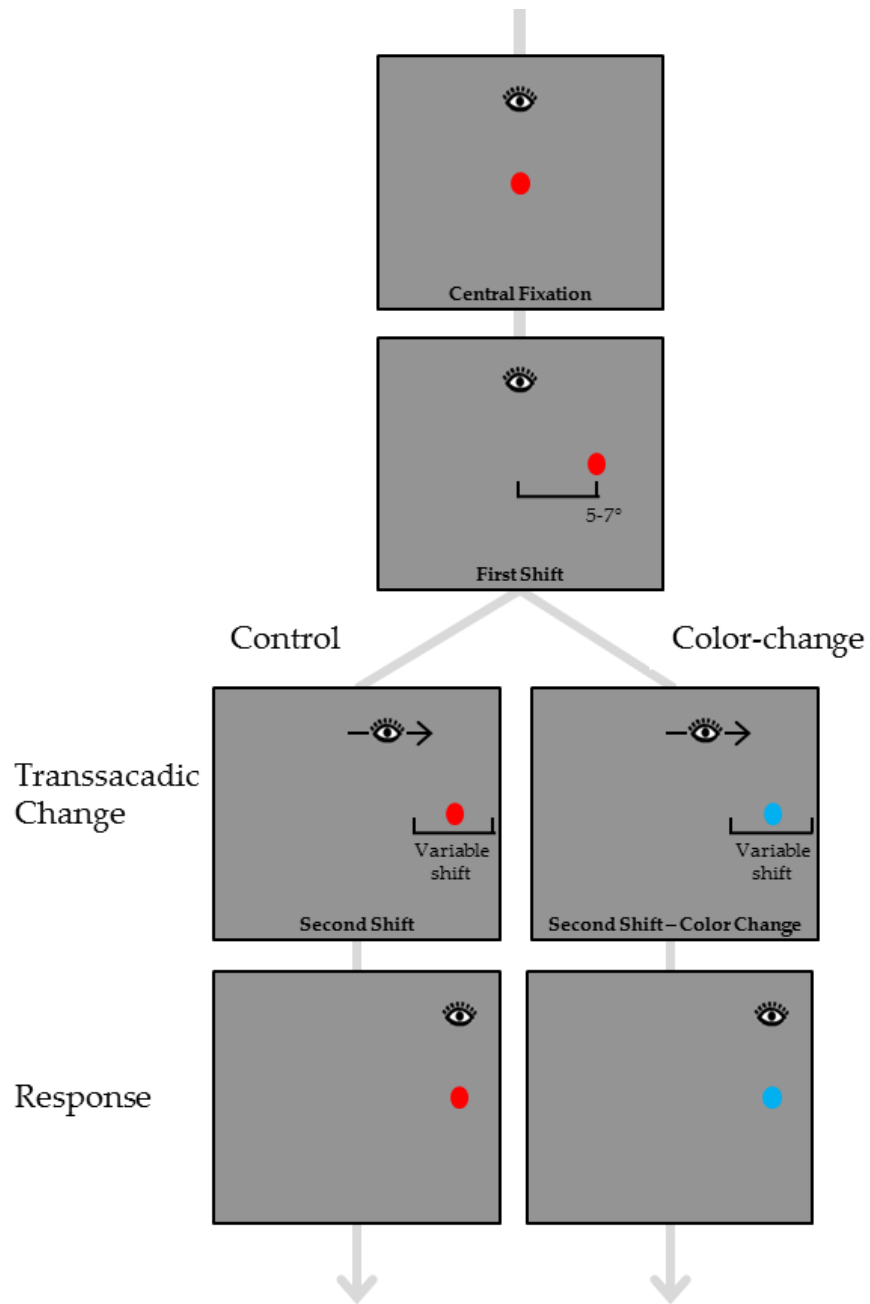 Central Fixation
5-7°
First Shift
Control
Color-change
Transsacadic
Change
Variable
shift
Second Shift
Variable
shift
Second Shift – Color Change
Response